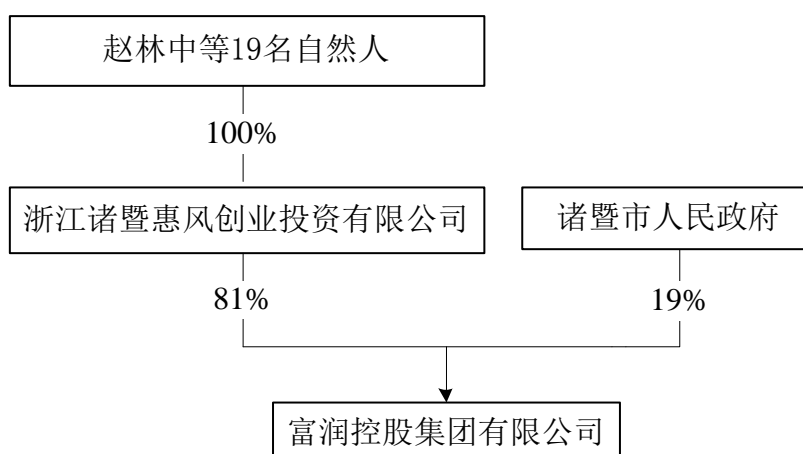 赵林中等19名自然人
100%
浙江诸暨惠风创业投资有限公司
诸暨市人民政府
81%
19%
富润控股集团有限公司